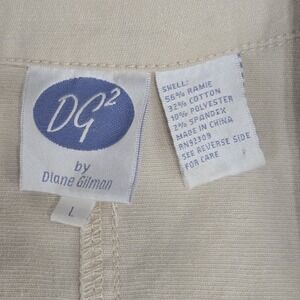 DG2
by
Diane Gilman
L
SHELL:
55% RAMIE
32% COTTON
10% POLYESTER
2% SPANDEX
MADE IN CHINA
RN92309
SEE REVERSE SIDE
FOR CARE